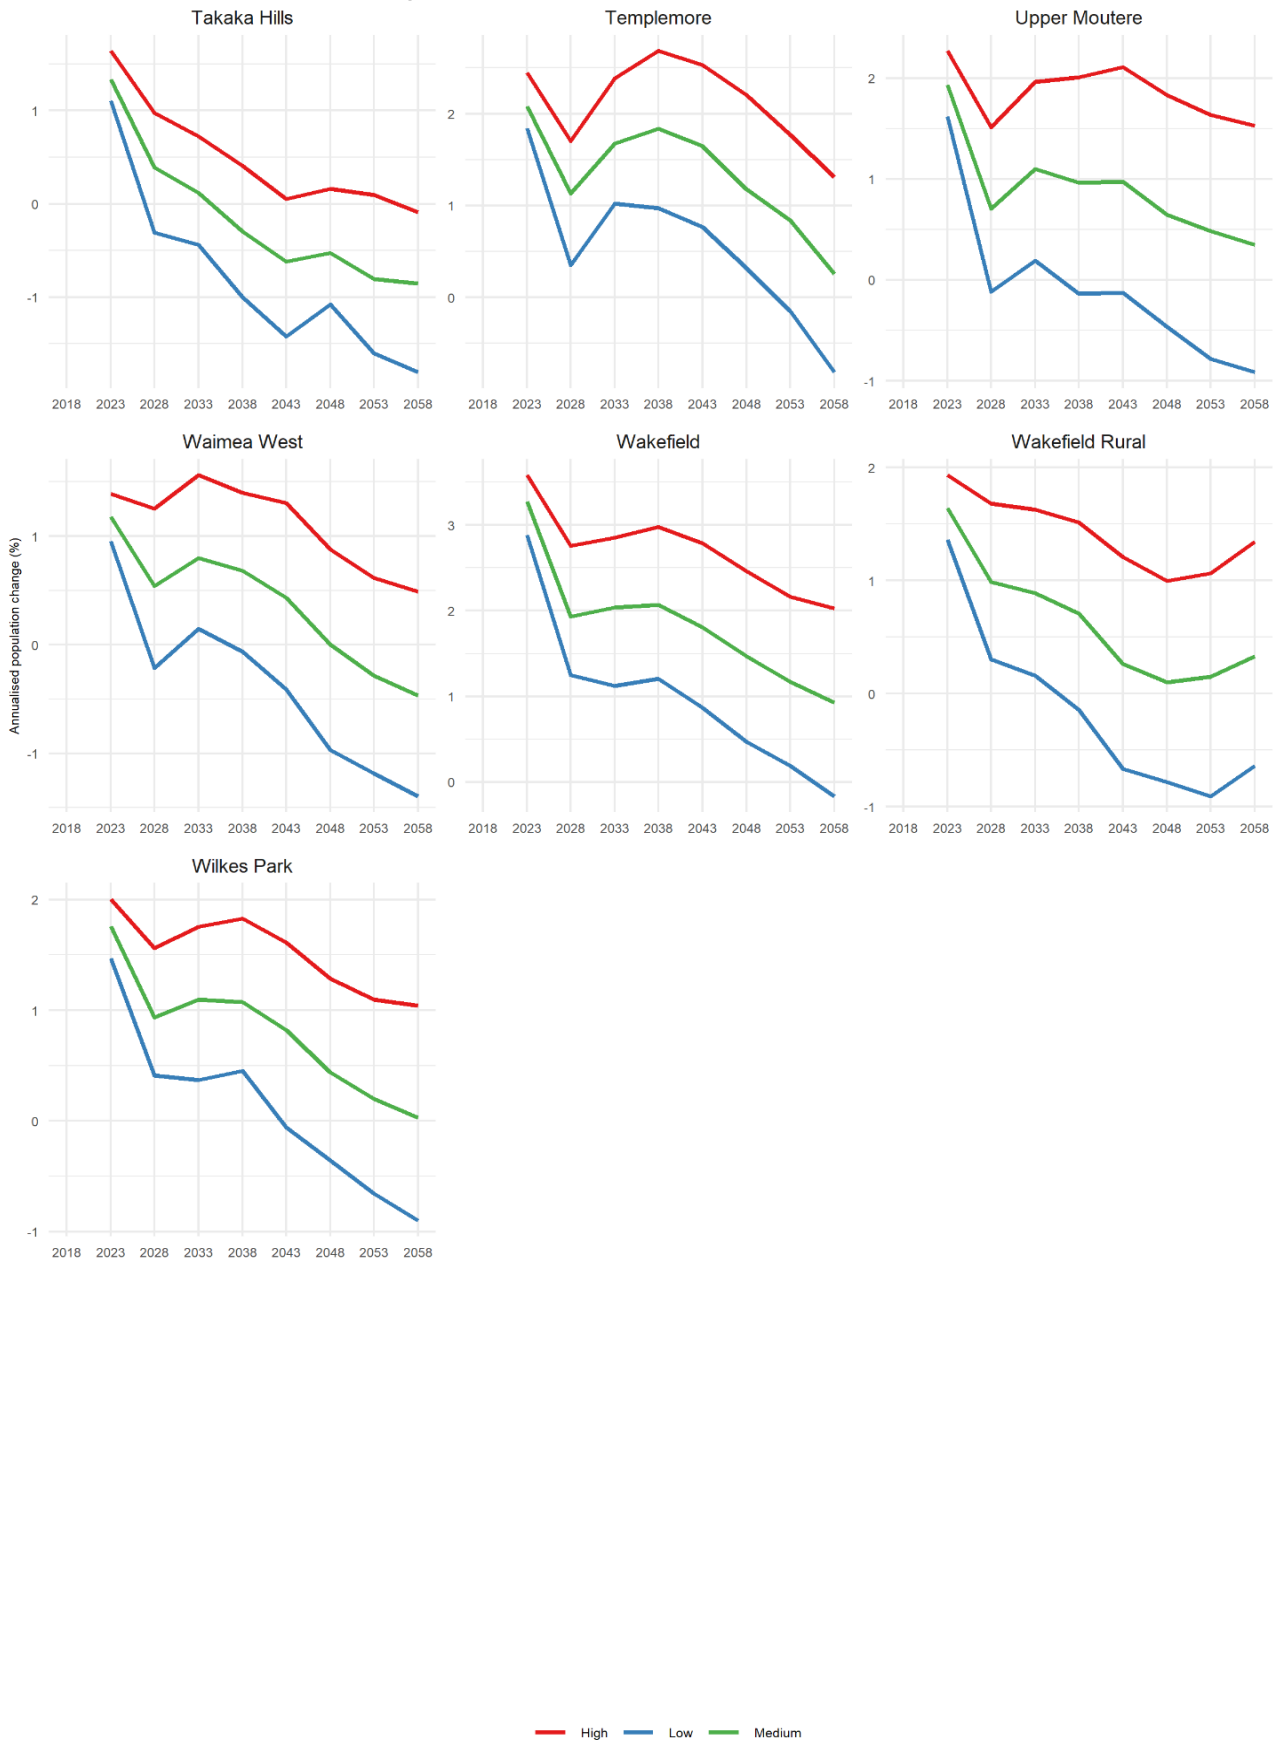 Takaka Hills
Templemore
Upper Moutere
1
0
-1
2
1
0
2
1
0
-1
2018 2023 2028 2033 2038 2043 2048 2053 2058
2018 2023 2028 2033 2038 2043 2048 2053 2058
2018 2023 2028 2033 2038 2043 2048 2053 2058
Waimea West
Wakefield
Wakefield Rural
Annualised population change (%)
1
0
-1
3
2
1
0
2
1
0
-1
2018 2023 2028 2033 2038 2043 2048 2053 2058
2018 2023 2028 2033 2038 2043 2048 2053 2058
2018 2023 2028 2033 2038 2043 2048 2053 2058
Wilkes Park
2
1
0
-1
2018 2023 2028 2033 2038 2043 2048 2053 2058
High Low Medium